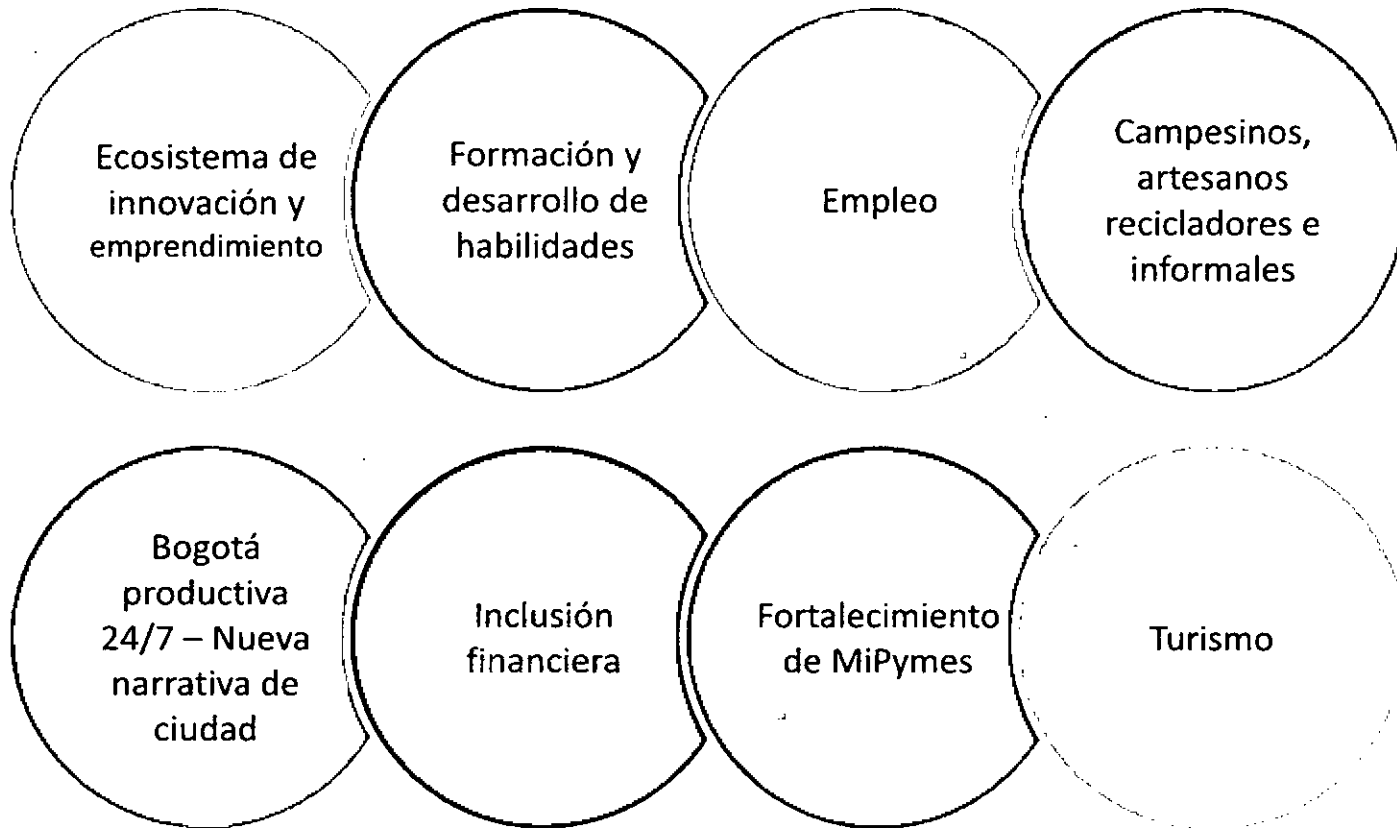 Ecosistema de
innovación y
emprendimiento
Formación y
desarrollo de
habilidades
Empleo
Campesinos,
artesanos
recicladores e
informales
Bogotá
productiva
24/7 – Nueva
narrativa de
ciudad
Inclusión
financiera
Fortalecimiento
de MiPymes
Turismo